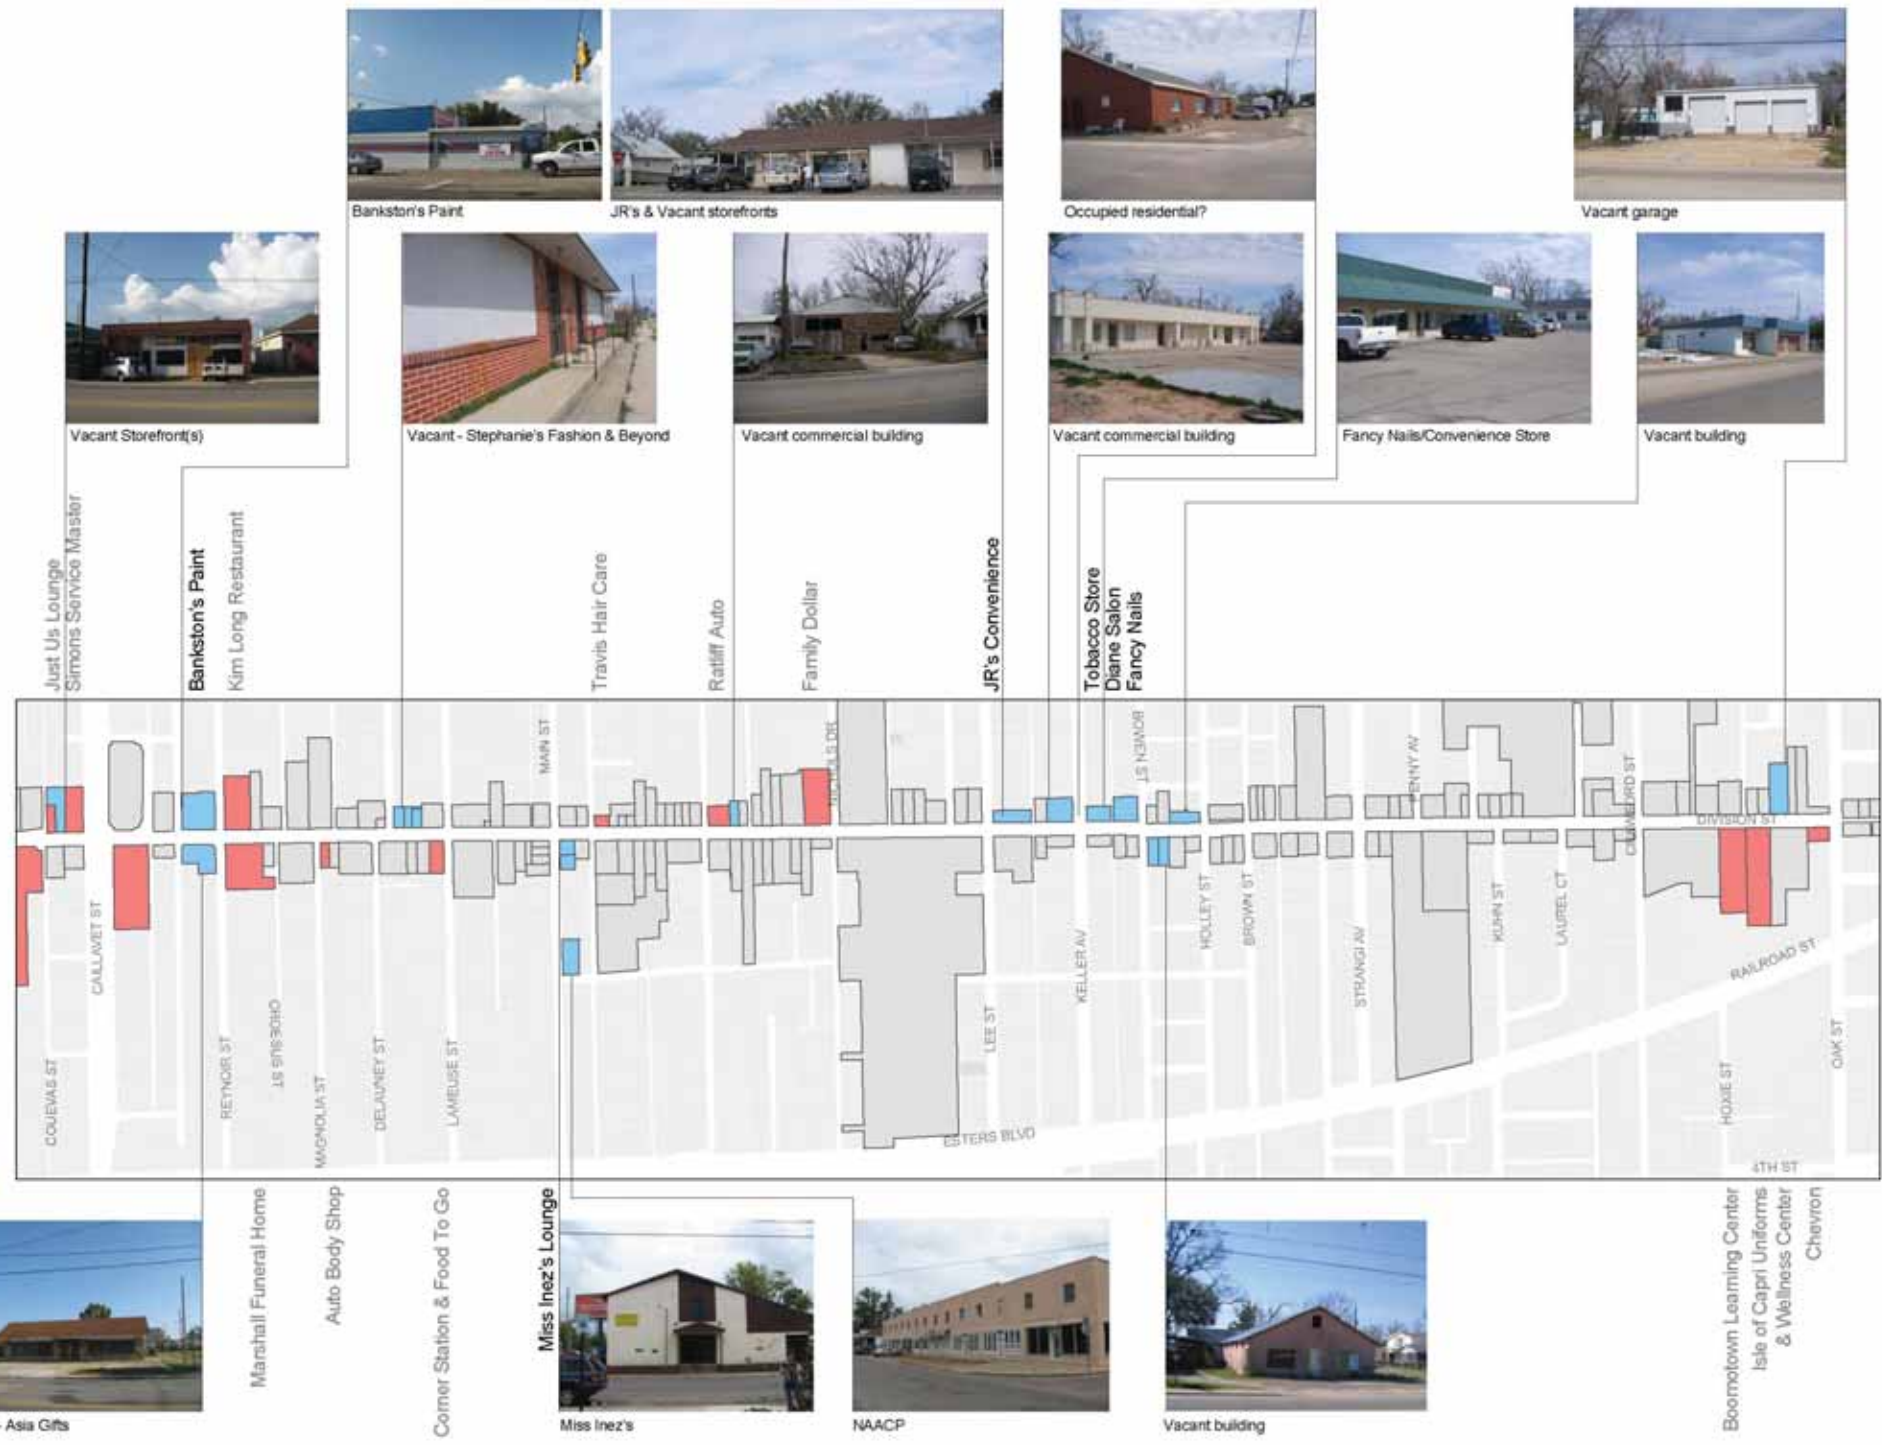 Bankston's Paint
JR's & Vacant storefronts
Occupied residential?
Vacant garage
Vacant Storefront(s)
Vacant - Stephanie's Fashion & Beyond
Vacant commercial building
Vacant commercial building
Fancy Nails/Convenience Store
Vacant building
Just Us Lounge
Simons Service Master
Bankston's Paint
Kim Long Restaurant
Travis Hair Care
Ratliff Auto
Family Dollar
JR's Convenience
Tobacco Store
Diane Salon
Fancy Nails
MAIN ST
NICHOLS DR
BOWEN ST
DIVISION ST
COUEVAS ST
CAILLAVET ST
REYNOIR ST
MAGNOLIA ST
DELAUNEY ST
LAMEUSE ST
LEE ST
KELLER AV
HOLLEY ST
BROWN ST
STRANGI AV
KUHN ST
LAUREL CT
RAILROAD ST
HOXIE ST
OAK ST
ESTERS BLVD
4TH ST
Marshall Funeral Home
Auto Body Shop
Corner Station & Food To Go
Miss Inez's Lounge
Boomotown Learning Center
Isle of Capri Uniforms
& Wellness Center
Chevron
- Asia Gifts
Miss Inez's
NAACP
Vacant building